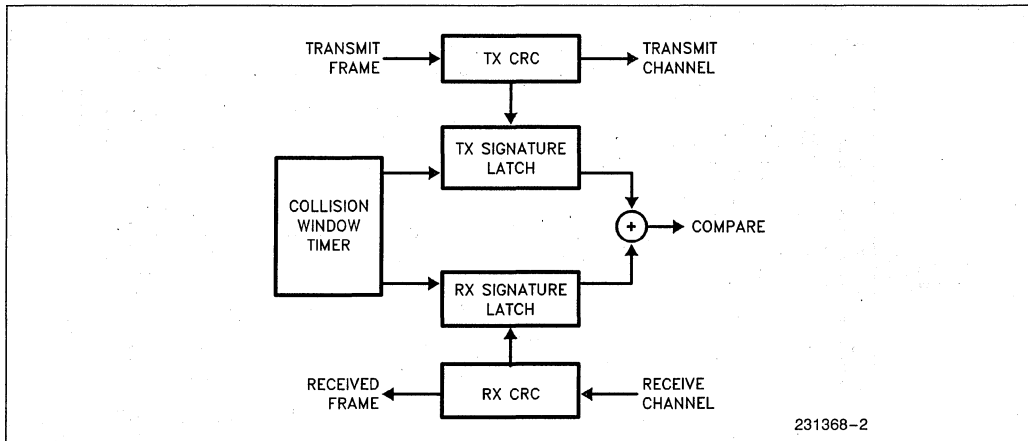 TRANSMIT
FRAME
TX CRC
TRANSMIT
CHANNEL
TX SIGNATURE
LATCH
COLLISION
WINDOW
TIMER
COMPARE
RX SIGNATURE
LATCH
RECEIVED
FRAME
RX CRC
RECEIVE
CHANNEL
231368–2